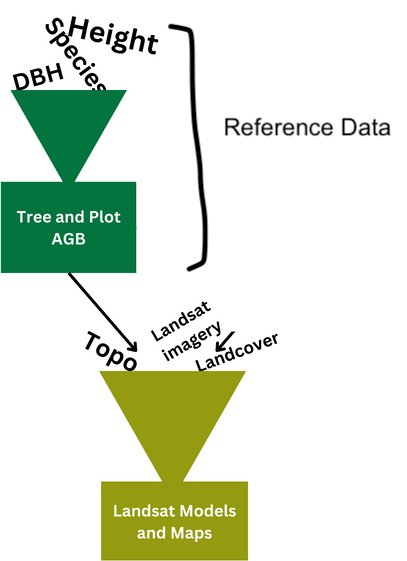 Height
Species
DBH
Reference Data
Tree and Plot
AGB
Landsat
imagery
Topo
Landcover
Landsat Models
and Maps